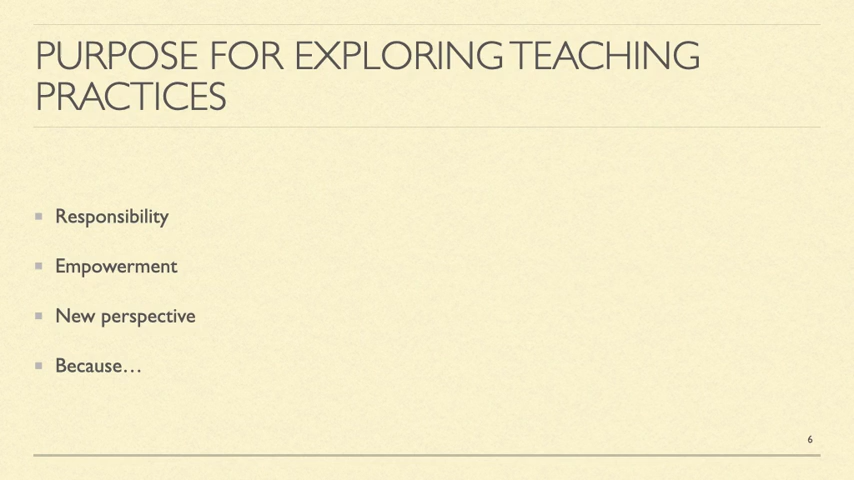 PURPOSE FOR EXPLORING TEACHING
PRACTICES
Responsibility
Empowerment
New perspective
Because…
6